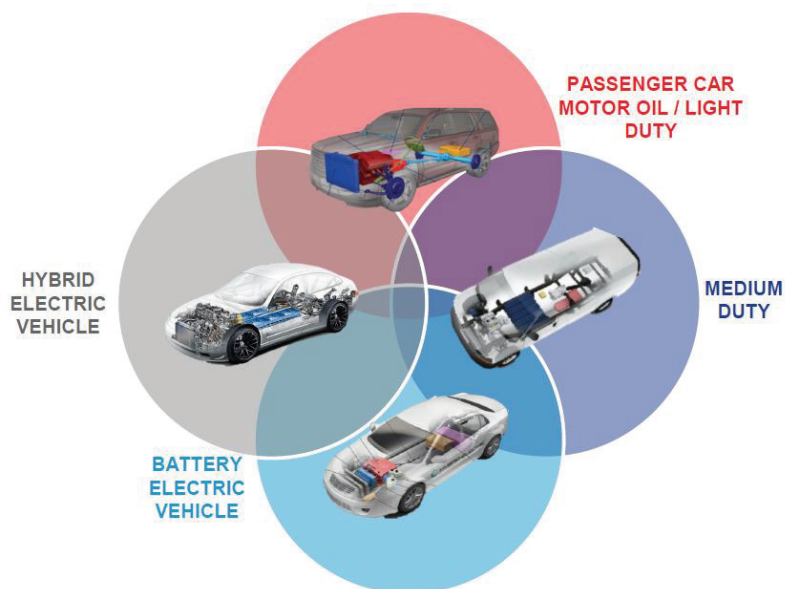 PASSENGER CAR
MOTOR OIL / LIGHT
DUTY
HYBRID
ELECTRIC
VEHICLE
MEDIUM
DUTY
BATTERY
ELECTRIC
VEHICLE